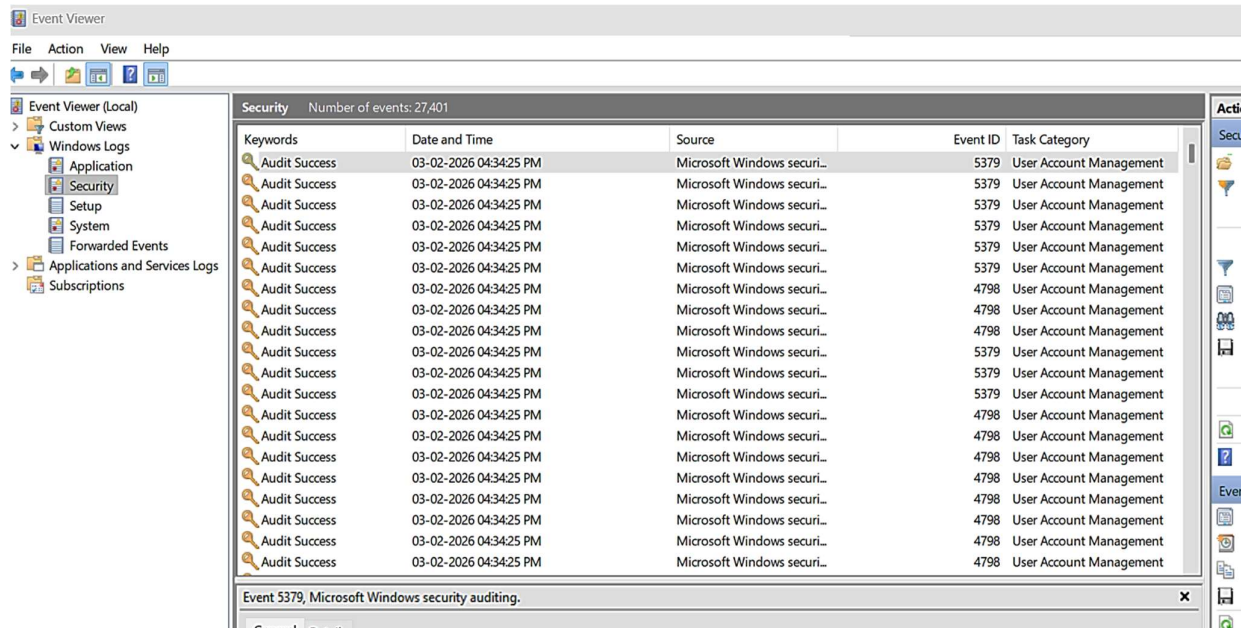 Event Viewer
File Action View Help
Event Viewer (Local)
Custom Views
Windows Logs
Application
Security
Setup
System
Forwarded Events
Applications and Services Logs
Subscriptions
Security Number of events: 27,401
Keywords Date and Time Source Event ID Task Category
Audit Success 03-02-2026 04:34:25 PM Microsoft Windows securi... 5379 User Account Management
Audit Success 03-02-2026 04:34:25 PM Microsoft Windows securi... 5379 User Account Management
Audit Success 03-02-2026 04:34:25 PM Microsoft Windows securi... 5379 User Account Management
Audit Success 03-02-2026 04:34:25 PM Microsoft Windows securi... 5379 User Account Management
Audit Success 03-02-2026 04:34:25 PM Microsoft Windows securi... 5379 User Account Management
Audit Success 03-02-2026 04:34:25 PM Microsoft Windows securi... 5379 User Account Management
Audit Success 03-02-2026 04:34:25 PM Microsoft Windows securi... 4798 User Account Management
Audit Success 03-02-2026 04:34:25 PM Microsoft Windows securi... 4798 User Account Management
Audit Success 03-02-2026 04:34:25 PM Microsoft Windows securi... 4798 User Account Management
Audit Success 03-02-2026 04:34:25 PM Microsoft Windows securi... 5379 User Account Management
Audit Success 03-02-2026 04:34:25 PM Microsoft Windows securi... 5379 User Account Management
Audit Success 03-02-2026 04:34:25 PM Microsoft Windows securi... 5379 User Account Management
Audit Success 03-02-2026 04:34:25 PM Microsoft Windows securi... 4798 User Account Management
Audit Success 03-02-2026 04:34:25 PM Microsoft Windows securi... 4798 User Account Management
Audit Success 03-02-2026 04:34:25 PM Microsoft Windows securi... 4798 User Account Management
Audit Success 03-02-2026 04:34:25 PM Microsoft Windows securi... 4798 User Account Management
Audit Success 03-02-2026 04:34:25 PM Microsoft Windows securi... 4798 User Account Management
Audit Success 03-02-2026 04:34:25 PM Microsoft Windows securi... 4798 User Account Management
Audit Success 03-02-2026 04:34:25 PM Microsoft Windows securi... 4798 User Account Management
Audit Success 03-02-2026 04:34:25 PM Microsoft Windows securi... 4798 User Account Management
Event 5379, Microsoft Windows security auditing.
Acti
Secu
Ever